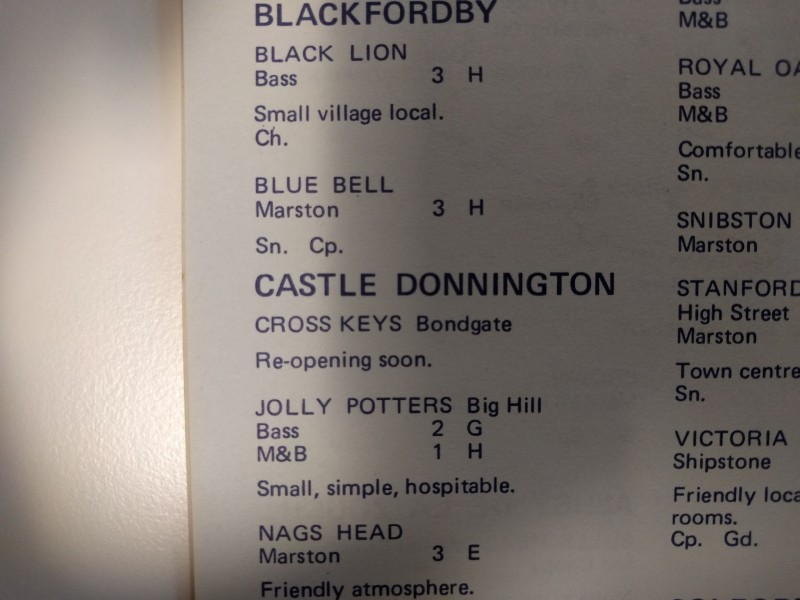 BLACKFORDBY
BLACK LION
Bass 3 H
Small village local.
Ch.
BLUE BELL
Marston 3 H
Sn. Cp.
CASTLE DONNINGTON
CROSS KEYS Bondgate
Re-opening soon.
JOLLY POTTERS Big Hill
Bass 2 G
M&B 1 H
Small, simple, hospitable.
NAGS HEAD
Marston 3 E
Friendly atmosphere.
Bass
M&B
ROYAL
Bass
M&B
Comfortable
Sn.
SNIBSTON
Marston
STANFORD
High Street
Marston
Town centre
Sn.
VICTORIA
Shipstone
Friendly
rooms.
Cp. Gd.